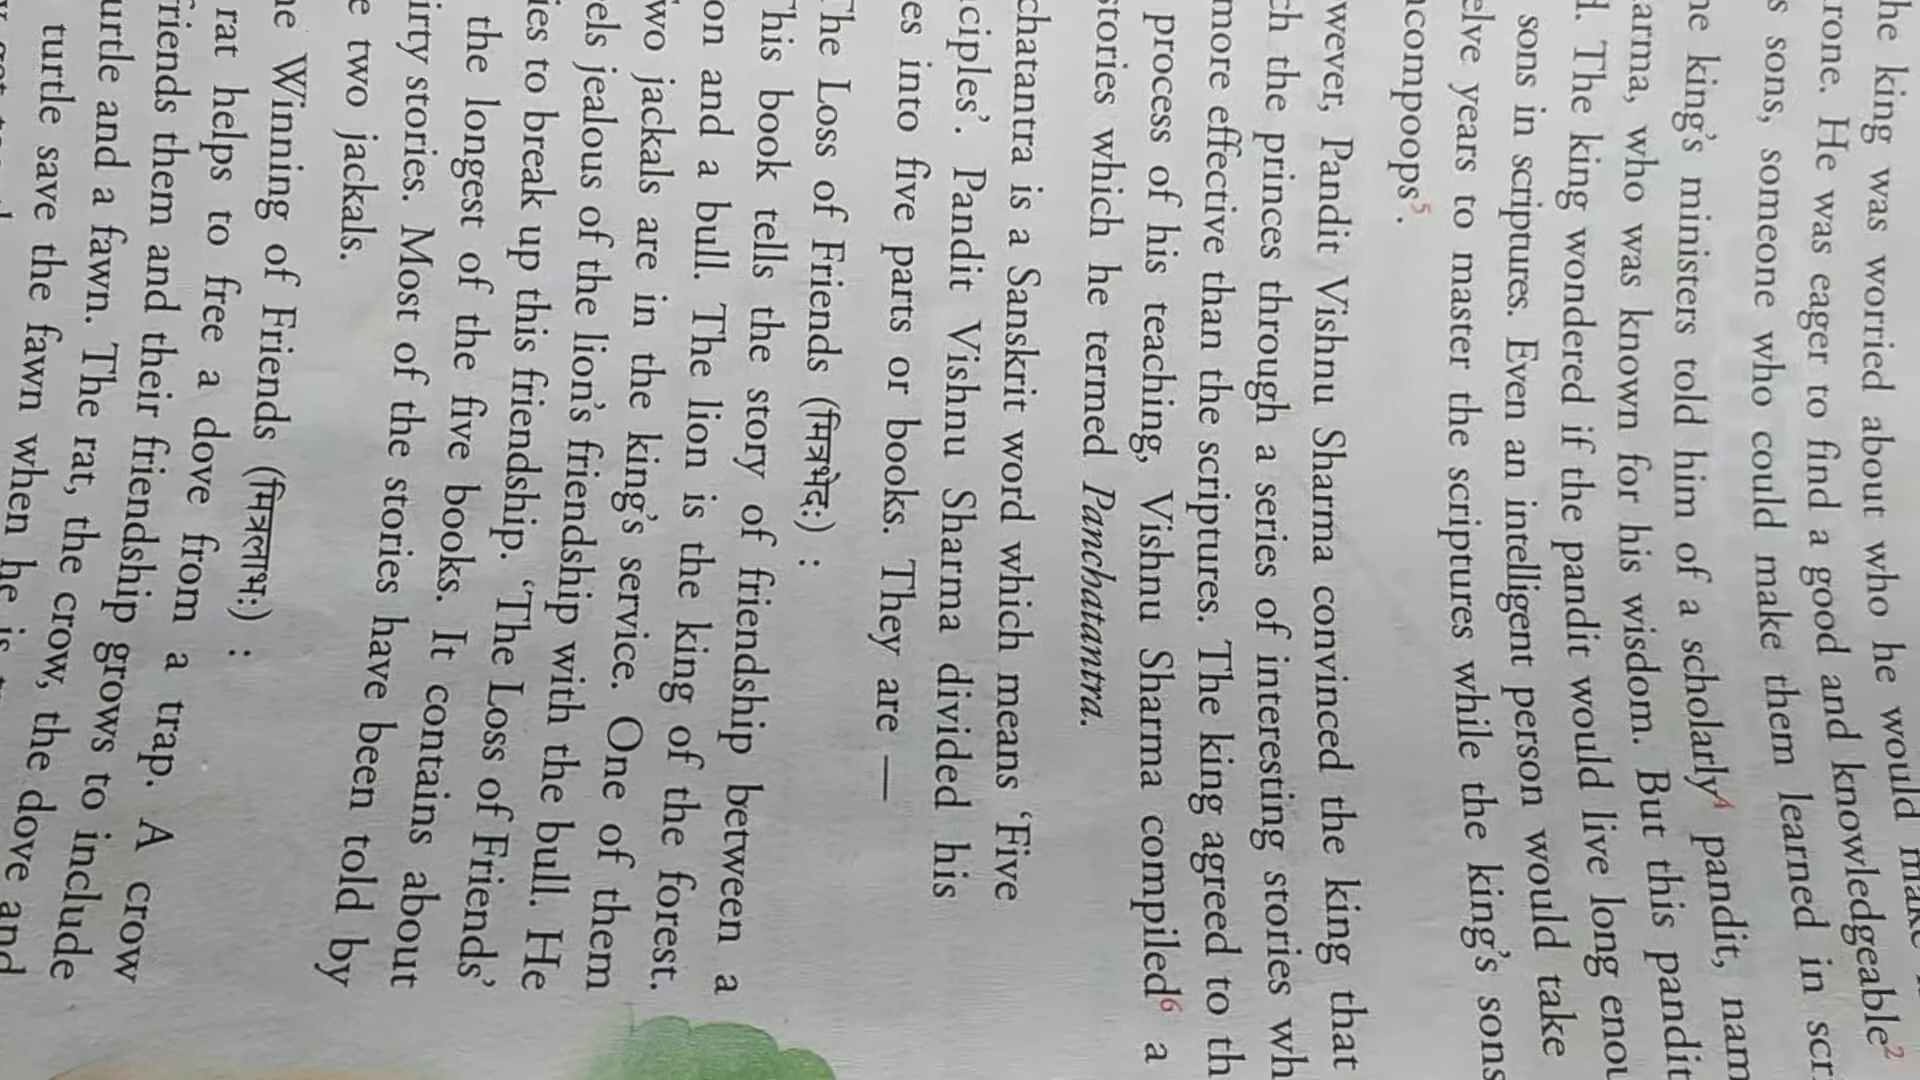 he king was worried about who he would make
rone. He was eager to find a good and knowledgeable²
s sons, someone who could make them learned in scri
he king's ministers told him of a scholarly⁴ pandit, nam
arma, who was known for his wisdom. But this pandit
d. The king wondered if the pandit would live long enou
sons in scriptures. Even an intelligent person would take
elve years to master the scriptures while the king's sons
ncompoops⁵.
wever, Pandit Vishnu Sharma convinced the king that
ch the princes through a series of interesting stories wh
more effective than the scriptures. The king agreed to th
process of his teaching, Vishnu Sharma compiled⁶ a
stories which he termed Panchatantra.
chatantra is a Sanskrit word which means ‘Five
ciples’. Pandit Vishnu Sharma divided his
es into five parts or books. They are —
The Loss of Friends (मित्रभेदः) :
This book tells the story of friendship between a
on and a bull. The lion is the king of the forest.
wo jackals are in the king's service. One of them
els jealous of the lion's friendship with the bull. He
ies to break up this friendship. ‘The Loss of Friends’
the longest of the five books. It contains about
irty stories. Most of the stories have been told by
e two jackals.
he Winning of Friends (मित्रलाभः) :
rat helps to free a dove from a trap. A crow
friends them and their friendship grows to include
urtle and a fawn. The rat, the crow, the dove and
turtle save the fawn when he is